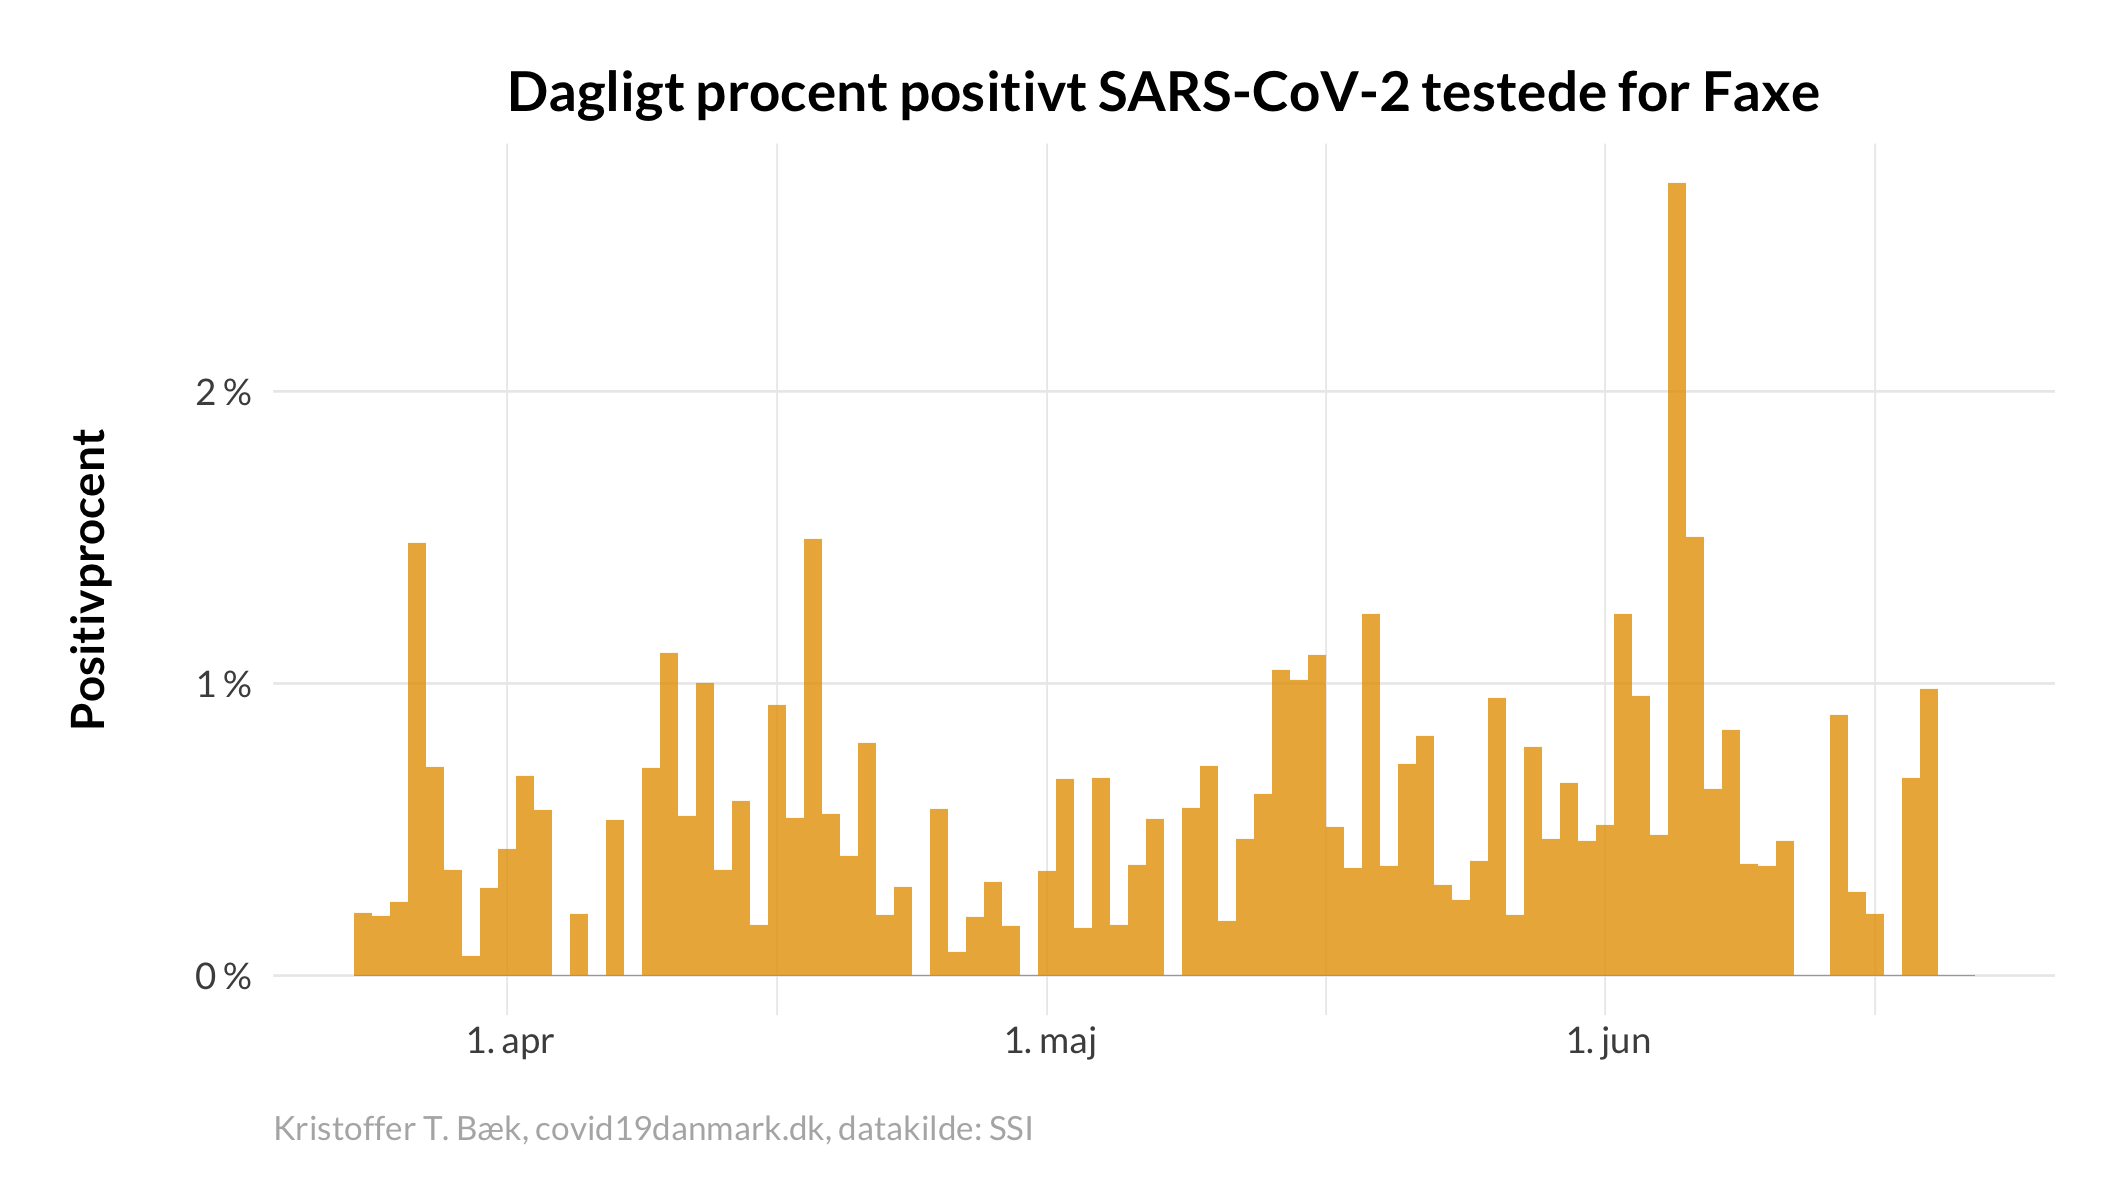 Dagligt procent positivt SARS-CoV-2 testede for Faxe
Positivprocent
2 %
1 %
0 %
1. apr
1. maj
1. jun
Kristoffer T. Bæk, covid19danmark.dk, datakilde: SSI